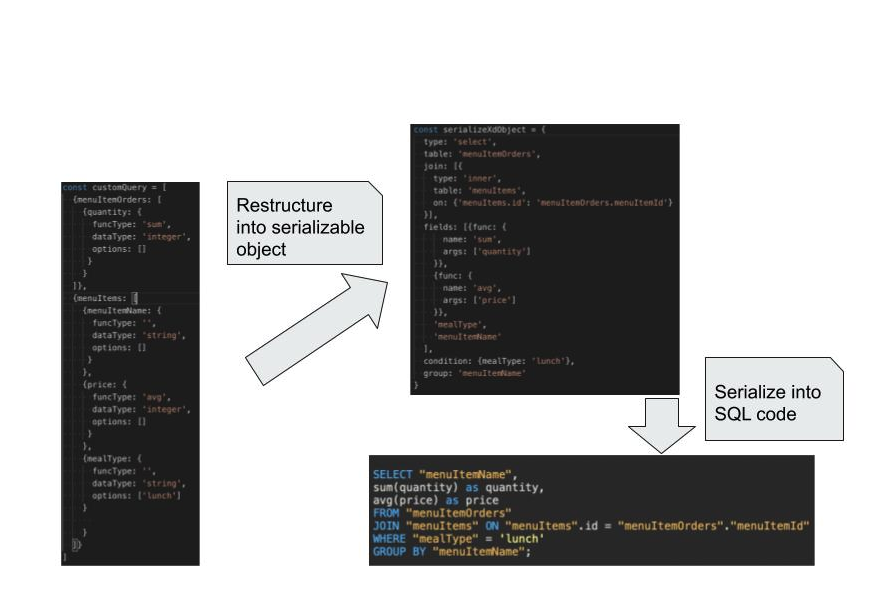 const customQuery = [
{menuItemOrders: [
{quantity: {
funcType: 'sum',
dataType: 'integer',
options: []
}
}
]},
{menuItems: [
{menuItemName: {
funcType: '',
dataType: 'string',
options: []
}
},
{price: {
funcType: 'avg',
dataType: 'integer',
options: []
}
},
{mealType: {
funcType: '',
dataType: 'string',
options: ['lunch']
}
}
]}
]
Restructure
into serializable
object
const serializeXdObject = {
type: 'select',
table: 'menuItemOrders',
join: [{
type: 'inner',
table: 'menuItems',
on: {'menuItems.id': 'menuItemOrders.menuItemId'}
}],
fields: [{func: {
name: 'sum',
args: ['quantity']
}},
{func: {
name: 'avg',
args: ['price']
}},
'mealType',
'menuItemName'
],
condition: {mealType: 'lunch'},
group: 'menuItemName'
}
Serialize into
SQL code
SELECT "menuItemName",
sum(quantity) as quantity,
avg(price) as price
FROM "menuItemOrders"
JOIN "menuItems" ON "menuItems".id = "menuItemOrders"."menuItemId"
WHERE "mealType" = 'lunch'
GROUP BY "menuItemName";